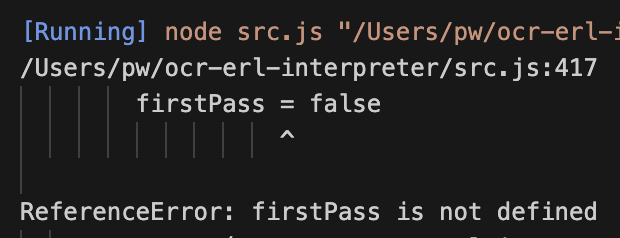 [Running] node src.js "/Users/pw/ocr-erl-i
/Users/pw/ocr-erl-interpreter/src.js:417
firstPass = false
^
ReferenceError: firstPass is not defined